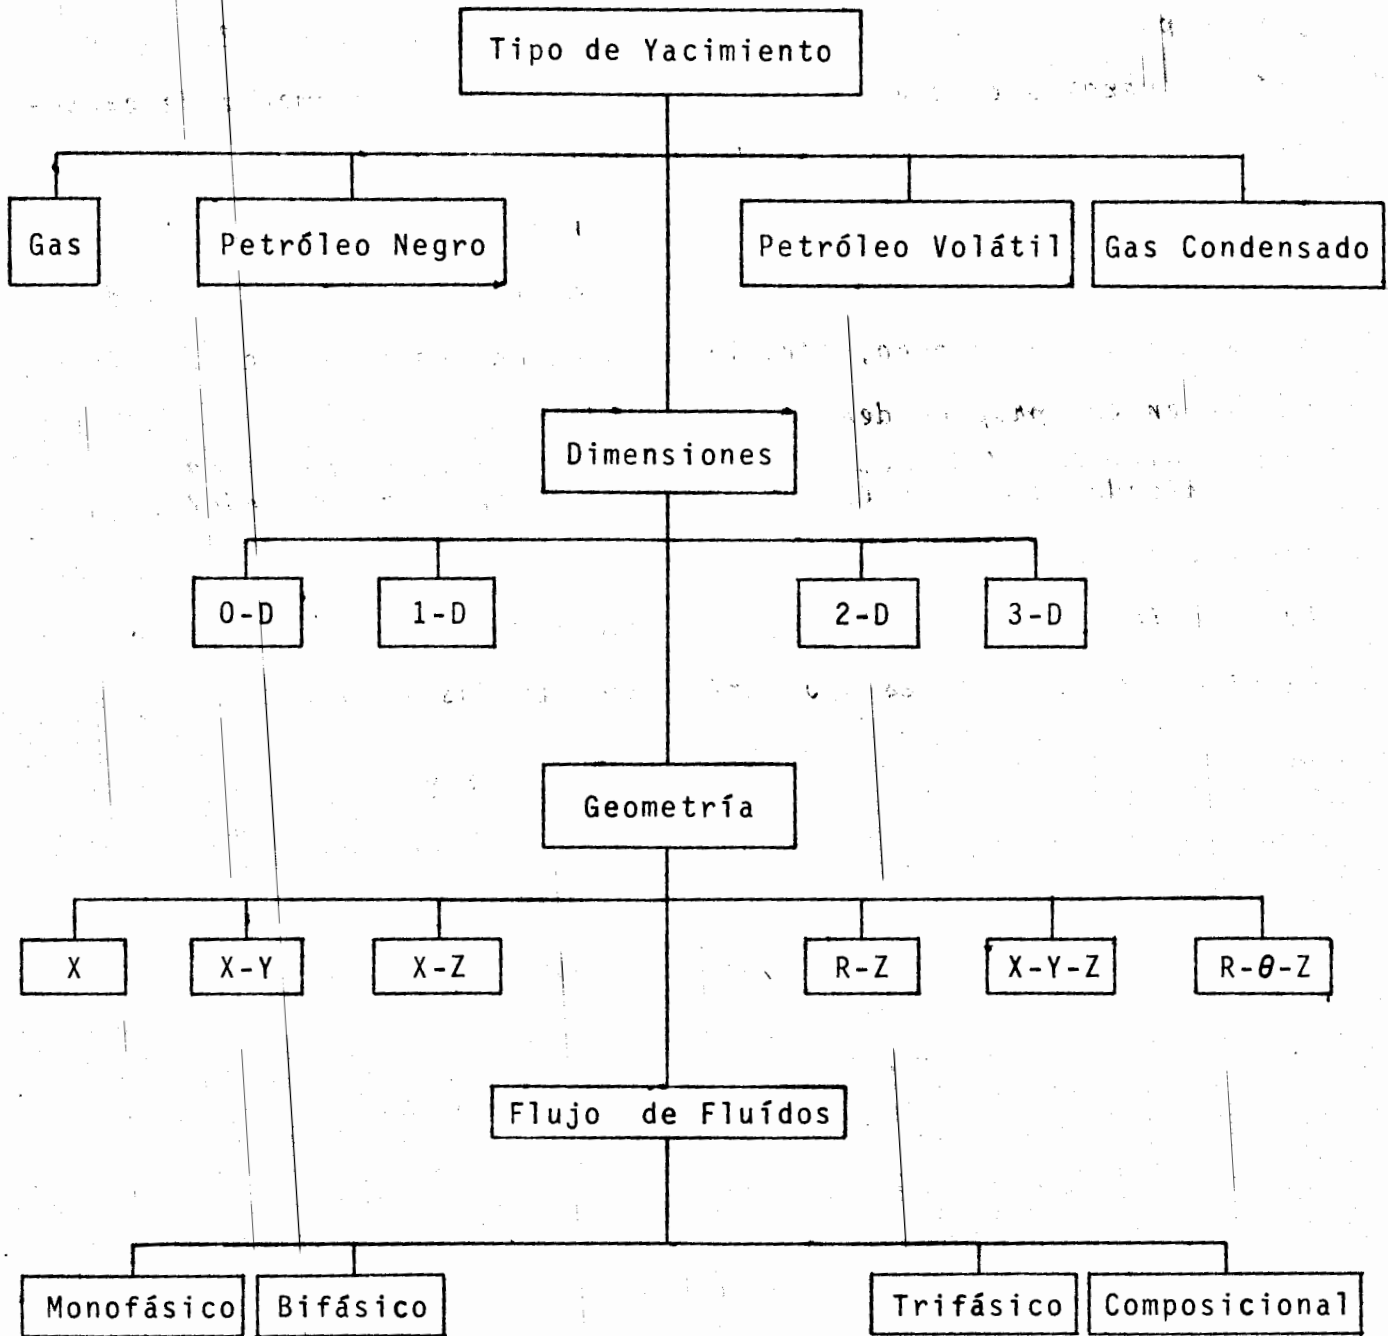 Tipo de Yacimiento
Gas Petróleo Negro Petróleo Volátil Gas Condensado
Dimensiones
0-D 1-D 2-D 3-D
Geometría
X X-Y X-Z R-Z X-Y-Z R-θ-Z
Flujo de Fluídos
Monofásico Bifásico Trifásico Composicional